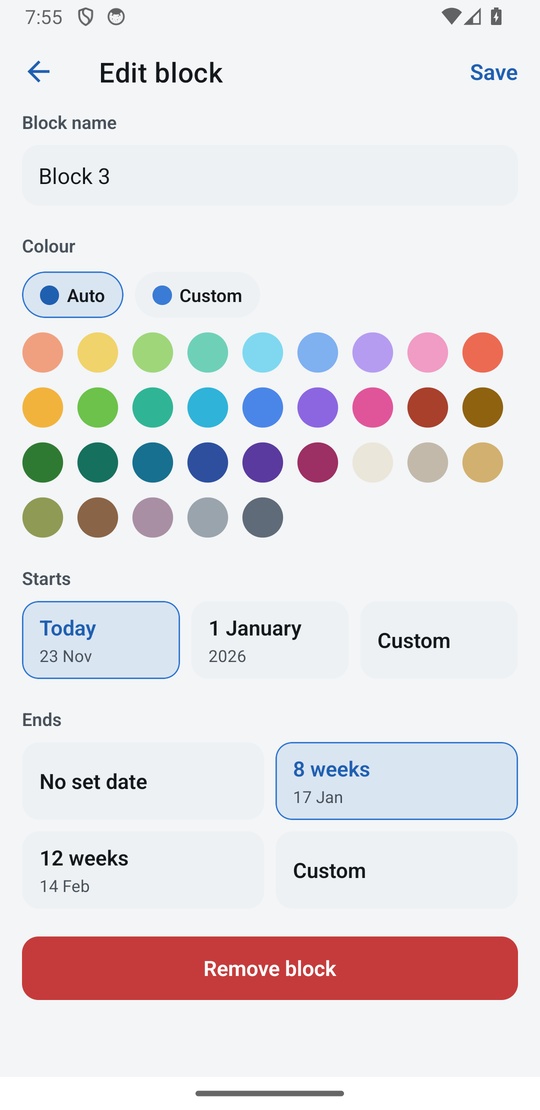 7:55
Edit block
Save
Block name
Block 3
Colour
Auto
Custom
Starts
Today
23 Nov
1 January
2026
Custom
Ends
No set date
8 weeks
17 Jan
12 weeks
14 Feb
Custom
Remove block